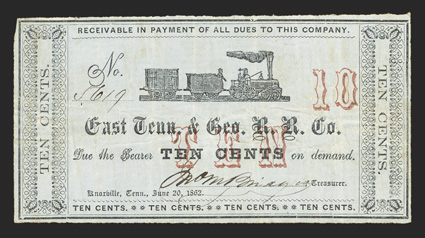 RECEIVABLE IN PAYMENT OF ALL DUES TO THIS COMPANY.
No.
10
East Tenn. & Geo. R. R. Co.
TEN
Due the Bearer TEN CENTS on demand.
Treasurer.
Knoxville, Tenn., June 20, 1862.
TEN CENTS. ** TEN CENTS. ** TEN CENTS. ** TEN CENTS.
TEN CENTS.
TEN CENTS.